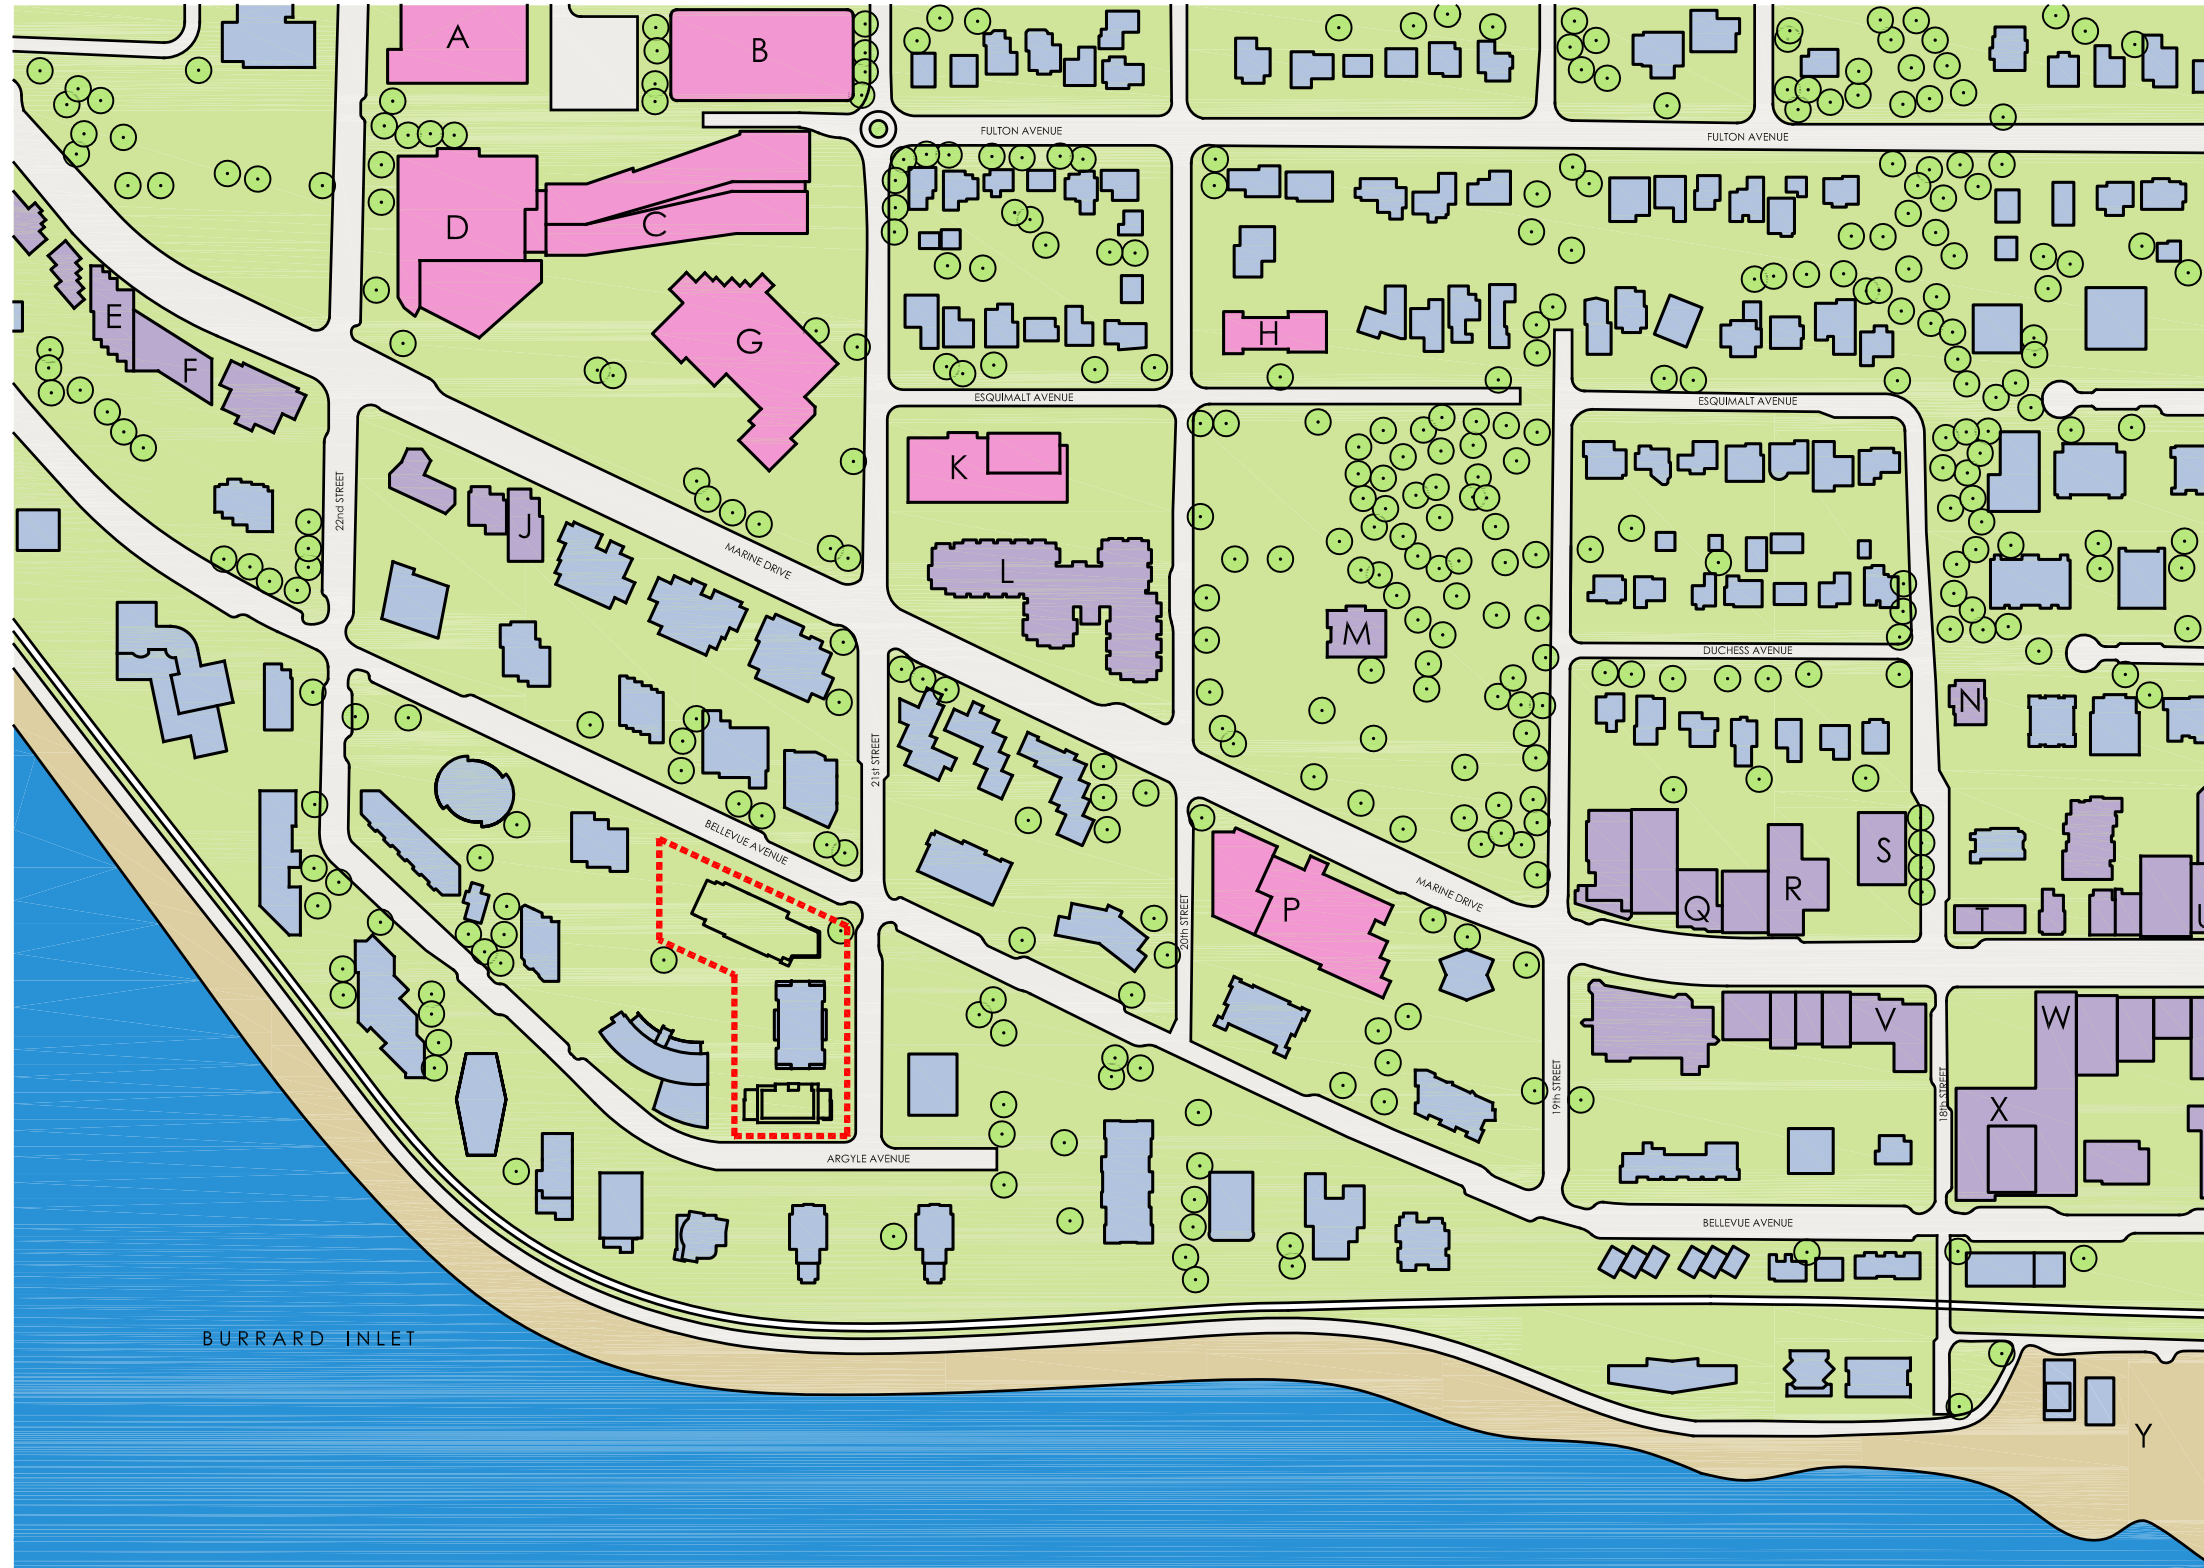 A
B
FULTON AVENUE
FULTON AVENUE
D
C
E
F
G
H
ESQUIMALT AVENUE
ESQUIMALT AVENUE
22nd STREET
J
MARINE DRIVE
K
L
M
DUCHESS AVENUE
N
21st STREET
BELLEVUE AVENUE
20th STREET
P
MARINE DRIVE
Q
R
S
T
U
V
W
X
19th STREET
18th STREET
ARGYLE AVENUE
BELLEVUE AVENUE
BURRARD INLET
Y